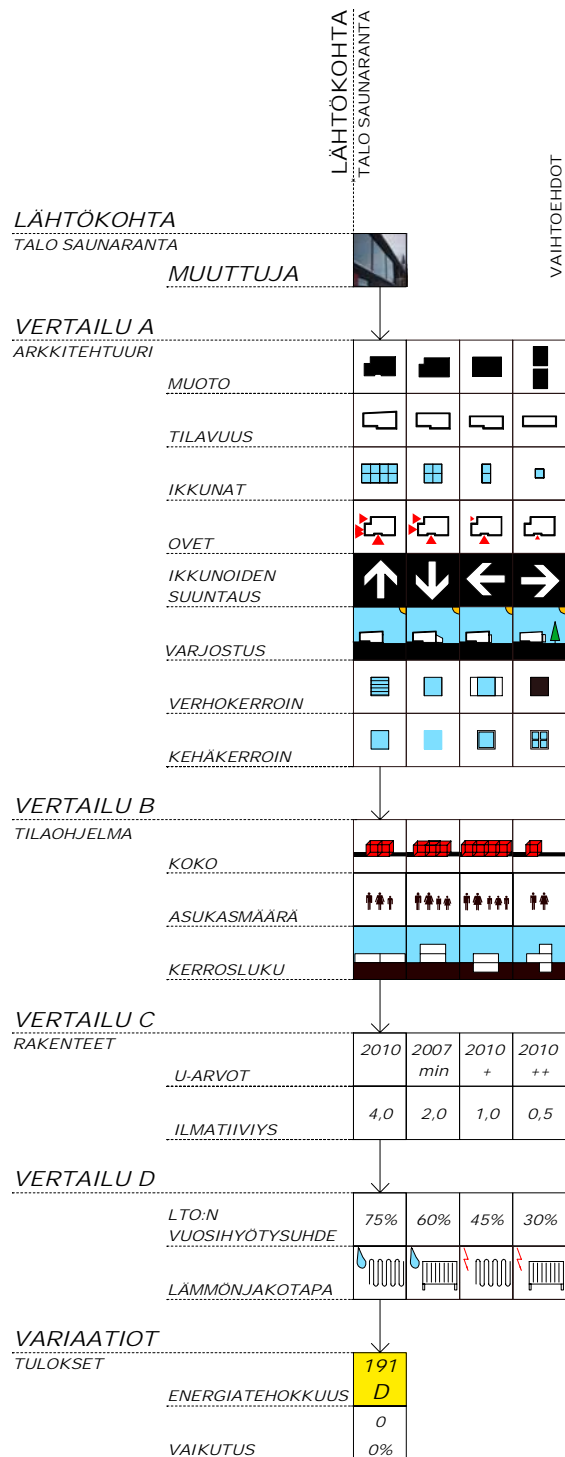 LÄHTÖKOHTA
TALO SAUNARANTA
VAIHTOEHDOT
LÄHTÖKOHTA
TALO SAUNARANTA
MUUTTUJA
VERTAILU A
ARKKITEHTUURI
MUOTO
TILAVUUS
IKKUNAT
OVET
IKKUNOIDEN
SUUNTAUS
VARJOSTUS
VERHOKERROIN
KEHÄKERROIN
VERTAILU B
TILAOHJELMA
KOKO
ASUKASMÄÄRÄ
KERROSLUKU
VERTAILU C
RAKENTEET
U-ARVOT
2010
2007
min
2010
+
2010
++
ILMATIIVIYS
4,0
2,0
1,0
0,5
VERTAILU D
LTO:N
VUOSIHYÖTYSUHDE
75%
60%
45%
30%
LÄMMÖNJAKOTAPA
VARIAATIOT
TULOKSET
ENERGIATEHOKKUUS
191
D
VAIKUTUS
0
0%